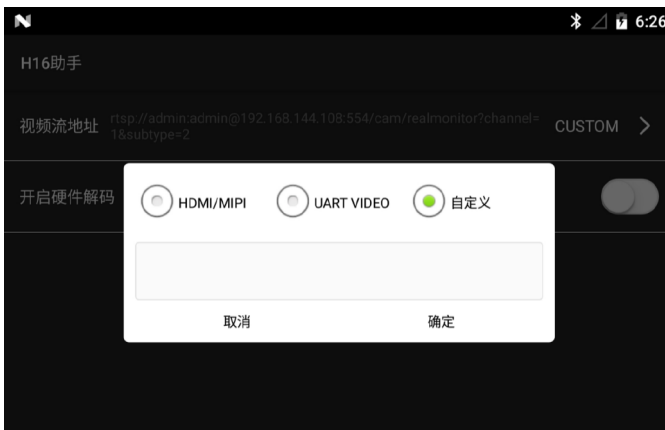 6:26
H16助手
视频流地址 rtsp://admin:admin@192.168.144.108:554/cam/realmonitor?channel= CUSTOM
1&subtype=2
开启硬件解码
HDMI/MIPI UART VIDEO 自定义
取消 确定